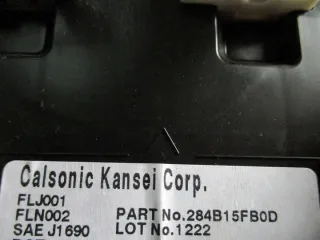 Calsonic Kansei Corp.
FLJ001
FLN002 PART No.284B15FB0D
SAE J1690 LOT No.1222